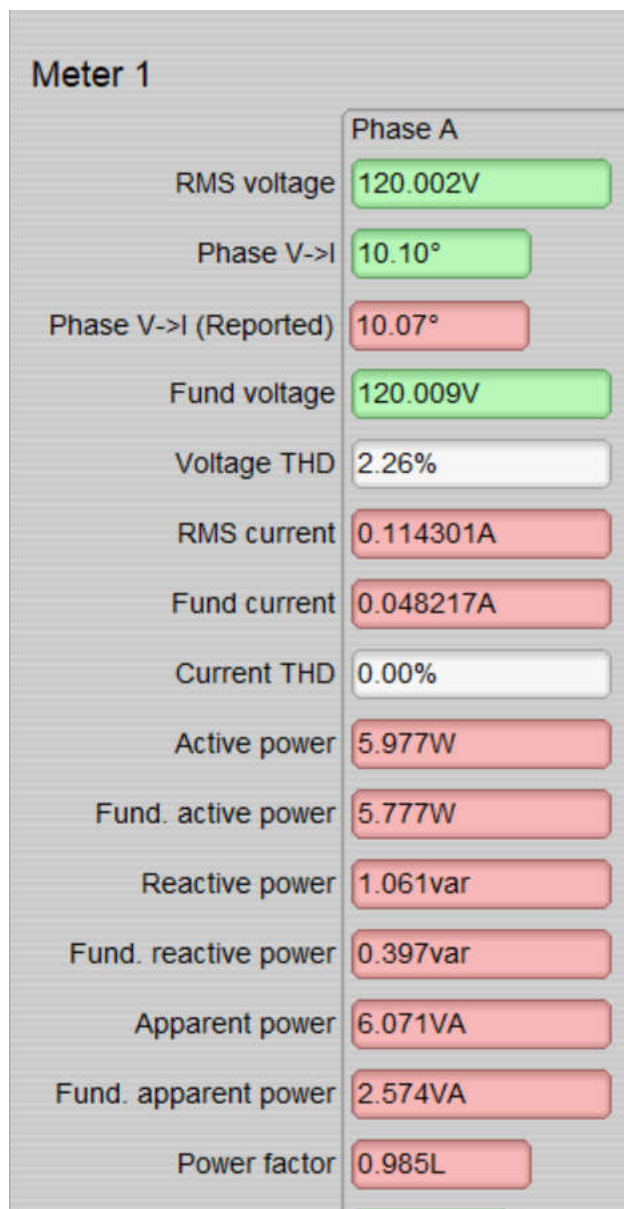 Meter 1
Phase A
RMS voltage 120.002V
Phase V->I 10.10°
Phase V->I (Reported) 10.07°
Fund voltage 120.009V
Voltage THD 2.26%
RMS current 0.114301A
Fund current 0.048217A
Current THD 0.00%
Active power 5.977W
Fund. active power 5.777W
Reactive power 1.061var
Fund. reactive power 0.397var
Apparent power 6.071VA
Fund. apparent power 2.574VA
Power factor 0.985L